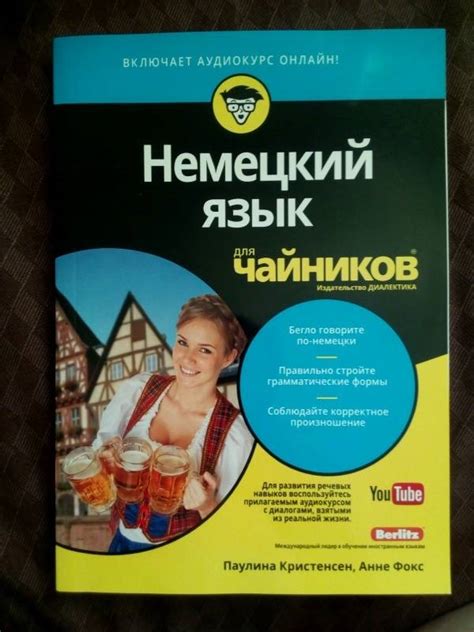 ВКЛЮЧАЕТ АУДИОКУРС ОНЛАЙН!
Немецкий
язык
для
чайников®
Издательство ДИАЛЕКТИКА
Бегло говорите
по-немецки
Правильно стройте
грамматические формы
Соблюдайте корректное
произношение
Для развития речевых
навыков воспользуйтесь
прилагаемым аудиокурсом
с диалогами, взятыми
из реальной жизни.
YouTube
Berlitz
Международный лидер в обучении иностранным языкам
Паулина Кристенсен, Анне Фокс